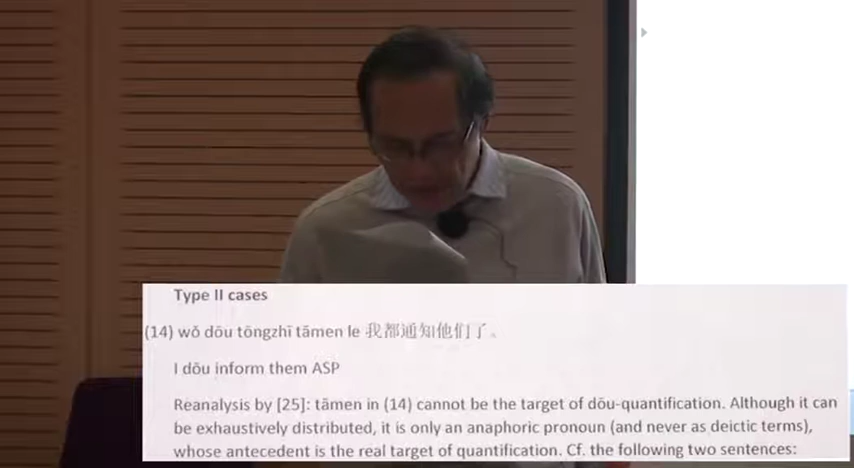 Type II cases
(14) wǒ dōu tōngzhī tāmen le 我都通知他们了。
I dōu inform them ASP
Reanalysis by [25]: tāmen in (14) cannot be the target of dōu-quantification. Although it can
be exhaustively distributed, it is only an anaphoric pronoun (and never as deictic terms),
whose antecedent is the real target of quantification. Cf. the following two sentences: